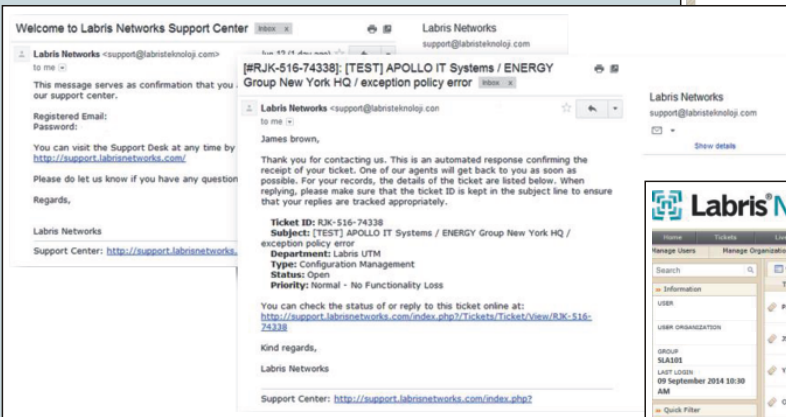 Welcome to Labris Networks Support Center Inbox x
Labris Networks <support@labristeknoloji.com>
to me
This message serves as confirmation that you
our support center.
Registered Email:
Password:
You can visit the Support Desk at any time by
http://support.labrisnetworks.com/
Please do let us know if you have any question
Regards,
Labris Networks
Support Center: http://support.labrisnetworks.
Labris Networks
support@labristeknoloji.com
[#RJK-516-74338]: [TEST] APOLLO IT Systems / ENERGY
Group New York HQ / exception policy error Inbox x
Labris Networks <support@labristeknoloji.con
to me
James brown,
Thank you for contacting us. This is an automated response confirming the
receipt of your ticket. One of our agents will get back to you as soon as
possible. For your records, the details of the ticket are listed below. When
replying, please make sure that the ticket ID is kept in the subject line to ensure
that your replies are tracked appropriately.
Ticket ID: RJK-516-74338
Subject: [TEST] APOLLO IT Systems / ENERGY Group New York HQ /
exception policy error
Department: Labris UTM
Type: Configuration Management
Status: Open
Priority: Normal - No Functionality Loss
You can check the status of or reply to this ticket online at:
http://support.labrisnetworks.com/index.php?/Tickets/Ticket/View/RJK-516-
74338
Kind regards,
Labris Networks
Support Center: http://support.labrisnetworks.com/index.php?
Labris Networks
support@labristeknoloji.com
Show details
Labris N
Home Tickets Live
Manage Users Manage Organizatio
Search
Information
USER
USER ORGANIZATION
GROUP
SLA101
LAST LOGIN
09 September 2014 10:30
AM
Quick Filter